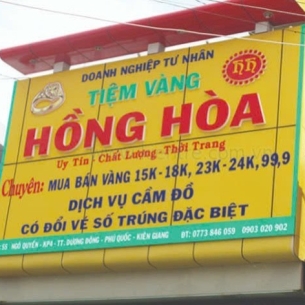 DOANH NGHIỆP TƯ NHÂN
TIỆM VÀNG
HH
HỒNG HÒA
Uy Tín - Chất Lượng - Thời Trang
Chuyên: MUA BÁN VÀNG 15K-18K, 23K-24K,99,9
DỊCH VỤ CẦM ĐỒ
CÓ ĐỔI VÉ SỐ TRÚNG ĐẶC BIỆT
NGÔ QUYỀN - KP4 - TT. DƯƠNG ĐÔNG - PHÚ QUỐC - KIÊN GIANG ĐT: 0773 846 059 0903 020 902